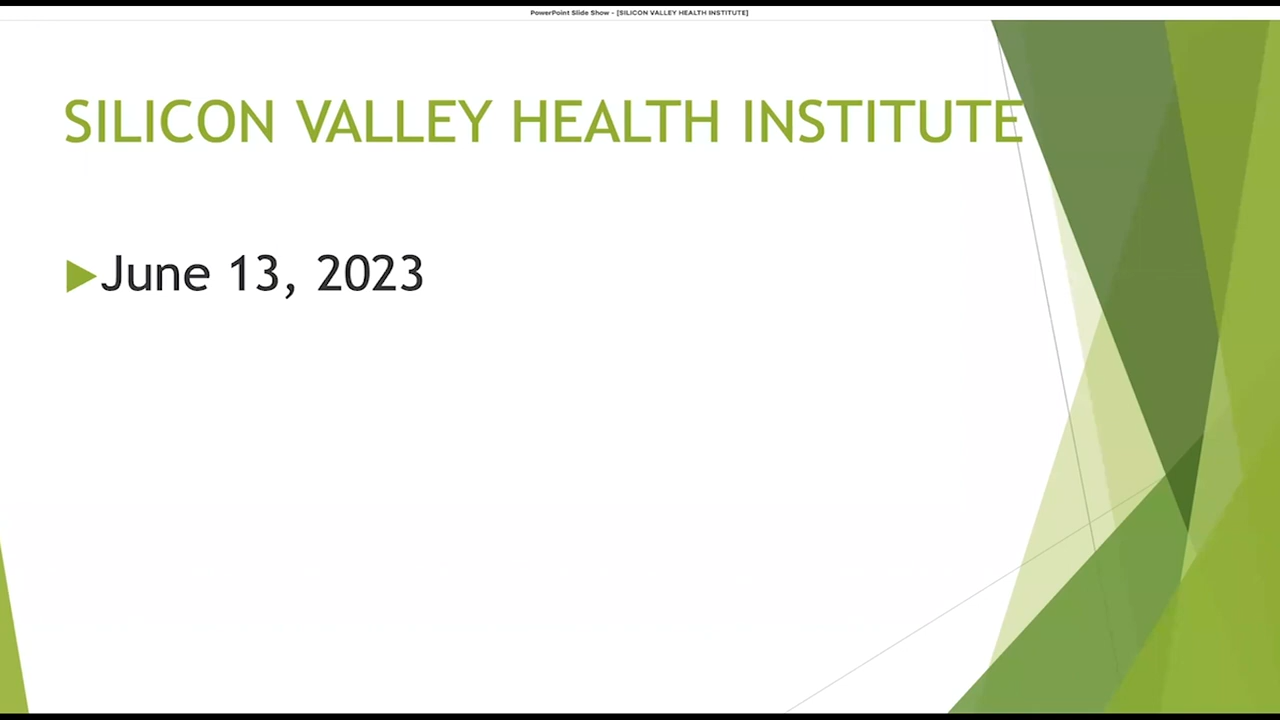 PowerPoint Slide Show - [SILICON VALLEY HEALTH INSTITUTE]
SILICON VALLEY HEALTH INSTITUTE
June 13, 2023